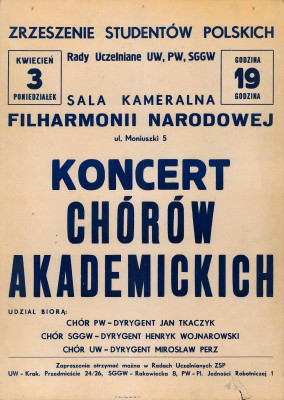 ZRZESZENIE STUDENTÓW POLSKICH
Rady Uczelniane UW, PW, SGGW
KWIECIEŃ
3
PONIEDZIAŁEK
GODZINA
19
GODZINA
SALA KAMERALNA
FILHARMONII NARODOWEJ
ul. Moniuszki 5
KONCERT
CHÓRÓW
AKADEMICKICH
UDZIAŁ BIORĄ:
CHÓR PW – DYRYGENT JAN TKACZYK
CHÓR SGGW – DYRYGENT HENRYK WOJNAROWSKI
CHÓR UW – DYRYGENT MIROSŁAW PERZ
Zaproszenia otrzymać można w Radach Uczelnianych ZSP
UW – Krak. Przedmieście 24/26, SGGW – Rakowiecka 8, PW – Pl. Jedności Robotniczej 1